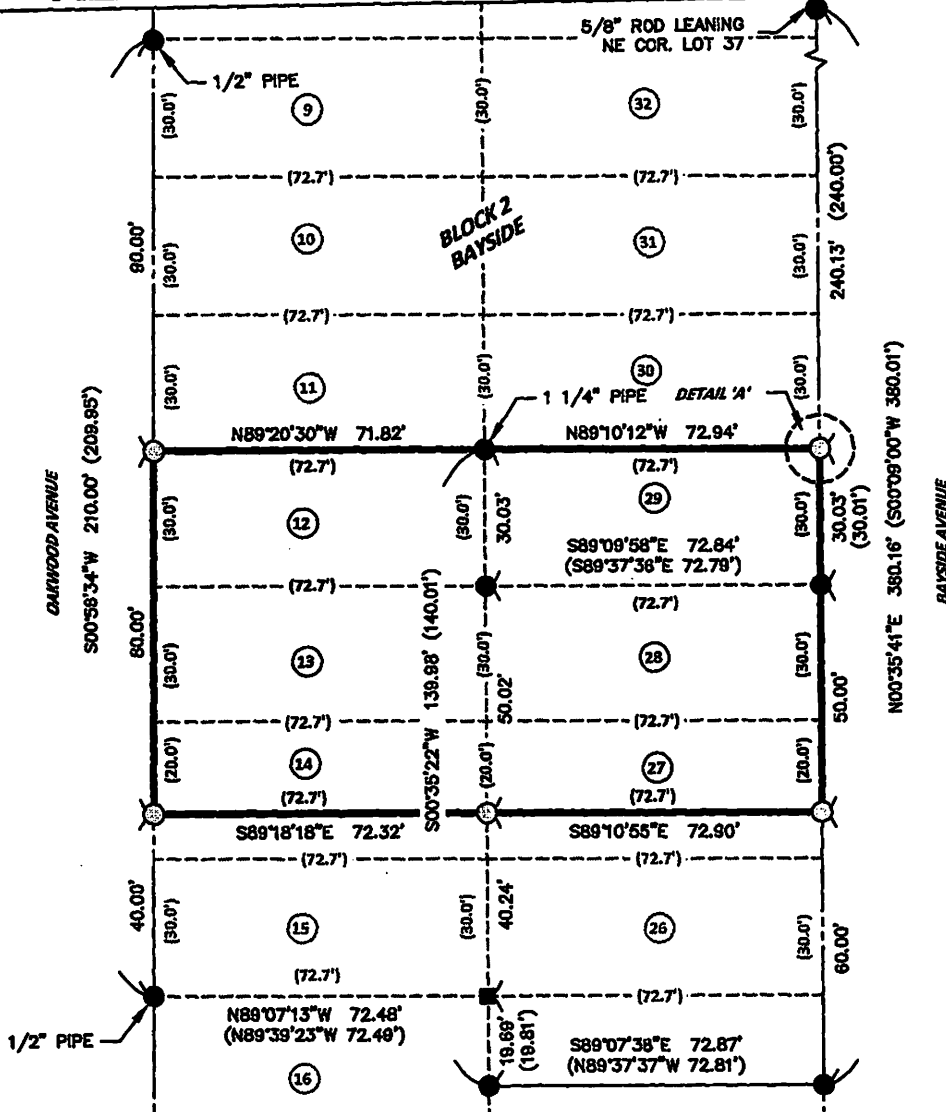 5/8" ROD LEANING
NE COR. LOT 37
1/2" PIPE
(30.0')
9
(30.0')
32
(30.0')
(72.7')
(72.7')
240.13' (240.00')
BLOCK 2
BAYSIDE
90.00'
(30.0')
10
31
(30.0')
(72.7')
(72.7')
(30.0')
11
(30.0')
30
(30.0')
1 1/4" PIPE
DETAIL 'A'
N89°20'30"W 71.82'
N89°10'12"W 72.94'
(72.7')
(72.7')
OAKWOOD AVENUE
S00°58'34"W 210.00' (209.95')
N00°35'41"E 380.16' (S00°09'00"W 380.01')
BAYSIDE AVENUE
(30.0')
12
(30.0')
30.03'
29
(30.0')
30.03'
(30.01')
S89°09'58"E 72.84'
(S89°37'36"E 72.79')
(72.7')
(72.7')
80.00'
(30.0')
13
S00°35'22"W 139.98' (140.01')
(30.0')
50.02'
28
(30.0')
50.00'
(72.7')
(72.7')
(20.0')
14
(20.0')
27
(20.0')
(72.7')
(72.7')
S89°18'18"E 72.32'
S89°10'55"E 72.90'
(72.7')
(72.7')
40.00'
(30.0')
15
(30.0')
40.24'
26
(30.0')
60.00'
(72.7')
(72.7')
1/2" PIPE
N89°07'13"W 72.48'
(N89°39'23"W 72.49')
19.69'
(19.81')
S89°07'38"E 72.87'
(N89°37'37"W 72.81')
16